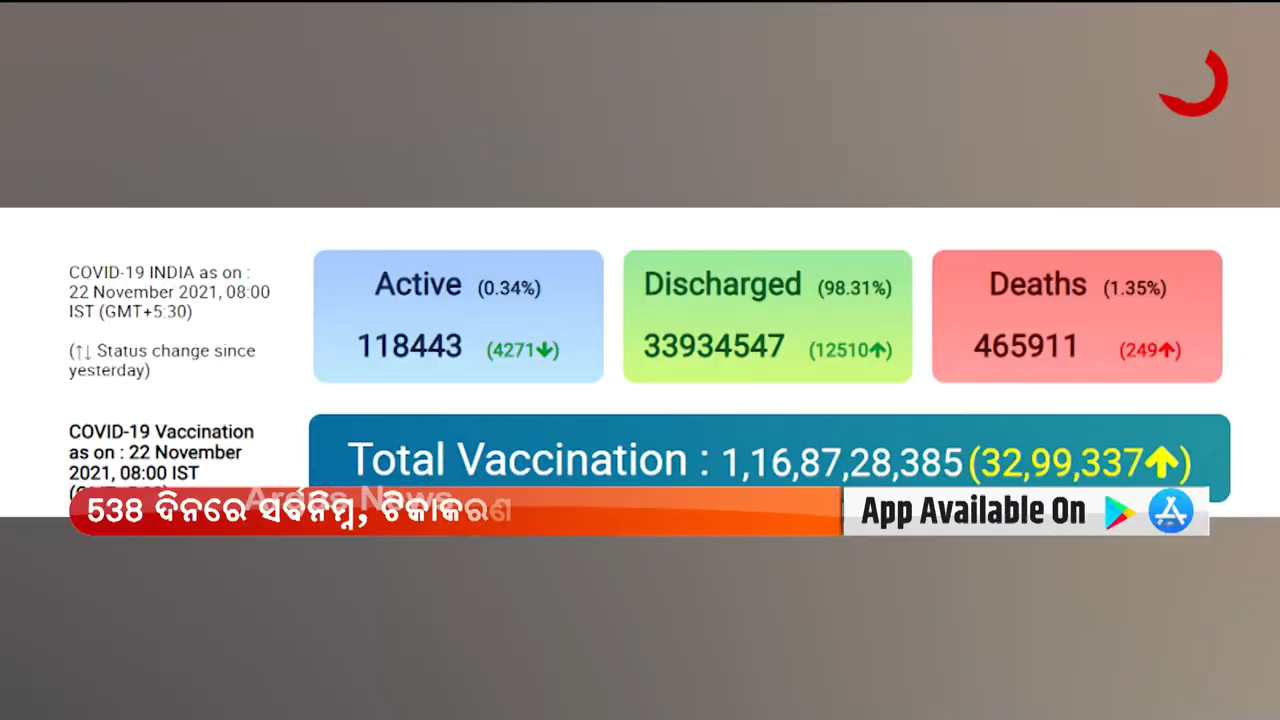 COVID-19 INDIA as on :
22 November 2021, 08:00
IST (GMT+5:30)
(↑↓ Status change since
yesterday)
Active (0.34%)
118443 (4271↓)
Discharged (98.31%)
33934547 (12510↑)
Deaths (1.35%)
465911 (249↑)
COVID-19 Vaccination
as on : 22 November
2021, 08:00 IST
Total Vaccination : 1,16,87,28,385 (32,99,337↑)
538 ଦିନରେ ସର୍ବନିମ୍ନ, ଟିକାକରଣ
App Available On